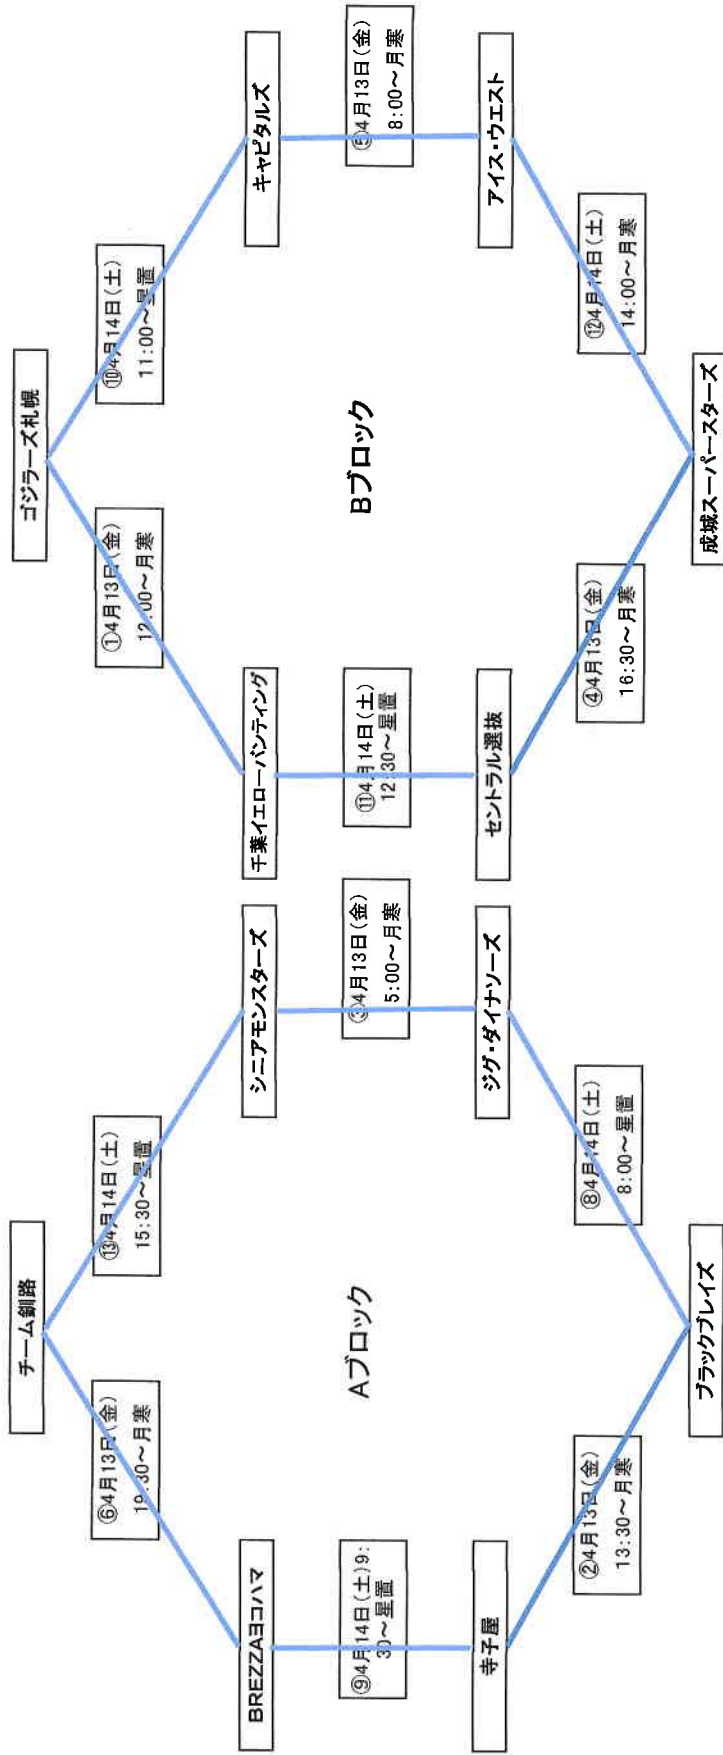 チーム釧路
⑥4月13日(金)
19:30～月寒
⑬4月14日(土)
15:30～星置
BREZZAヨコハマ
シニアモンスターズ
⑨4月14日(土)9:
30～星置
Aブロック
③4月13日(金)
5:00～月寒
寺子屋
ジグ・ダイナソーズ
②4月13日(金)
13:30～月寒
⑧4月14日(土)
8:00～星置
ブラックブレイズ
ゴジラーズ札幌
①4月13日(金)
12:00～月寒
⑩4月14日(土)
11:00～星置
千葉イエローバンティング
キャピタルズ
⑪4月14日(土)
12:30～星置
Bブロック
⑤4月13日(金)
8:00～月寒
セントラル選抜
アイス・ウエスト
④4月13日(金)
16:30～月寒
⑫4月14日(土)
14:00～月寒
成城スーパースターズ